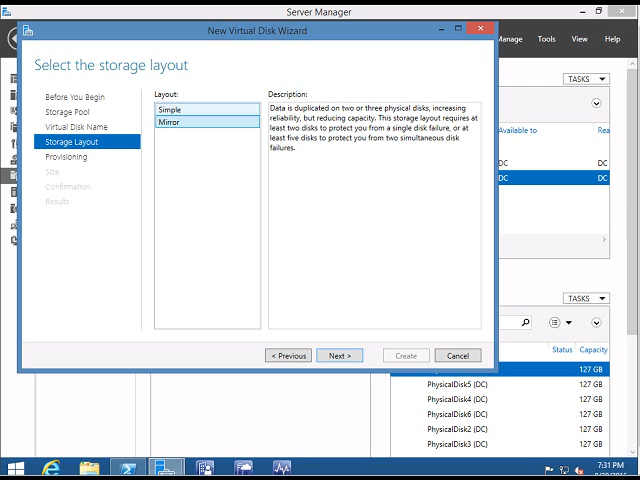 Server Manager
New Virtual Disk Wizard
Manage Tools View Help
Select the storage layout
Before You Begin
Storage Pool
Virtual Disk Name
Storage Layout
Provisioning
Size
Confirmation
Results
Layout:
Simple
Mirror
Description:
Data is duplicated on two or three physical disks, increasing
reliability, but reducing capacity. This storage layout requires at
least two disks to protect you from a single disk failure, or at
least five disks to protect you from two simultaneous disk
failures.
< Previous
Next >
Create
Cancel
TASKS
Available to
Rea
DC DC
DC DC
TASKS
Status Capacity
127 GB
PhysicalDisk5 (DC) 127 GB
PhysicalDisk4 (DC) 127 GB
PhysicalDisk6 (DC) 127 GB
PhysicalDisk2 (DC) 127 GB
PhysicalDisk3 (DC) 127 GB
7:31 PM